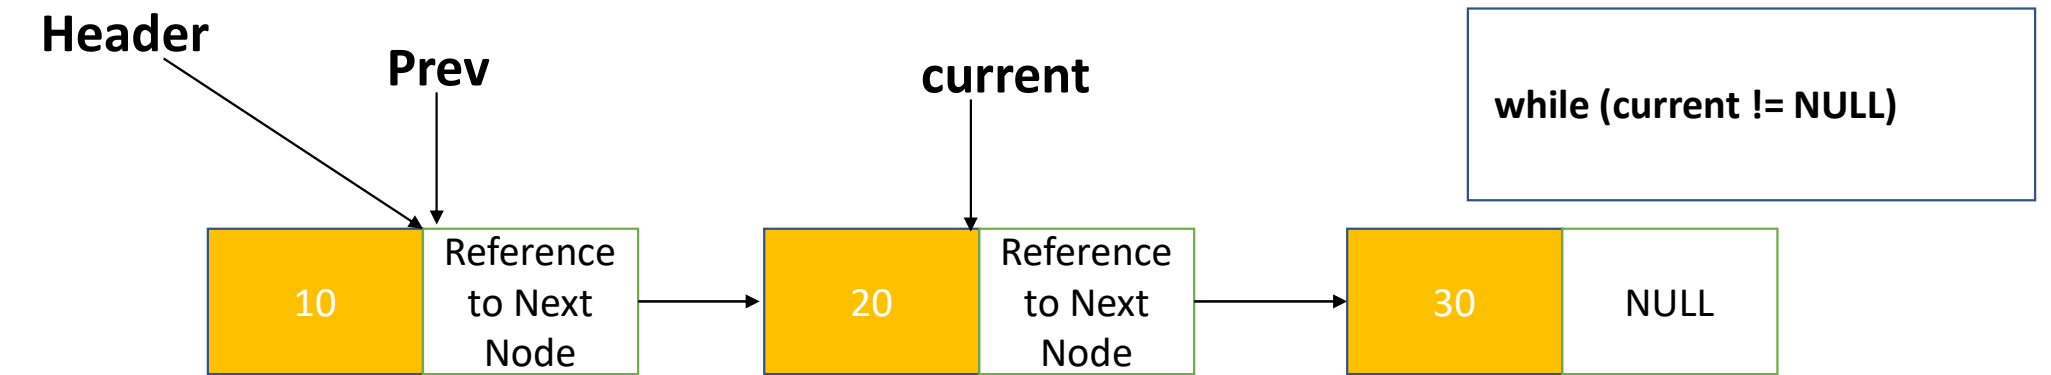 Header
Prev
current
while (current != NULL)
10
Reference
to Next
Node
20
Reference
to Next
Node
30
NULL